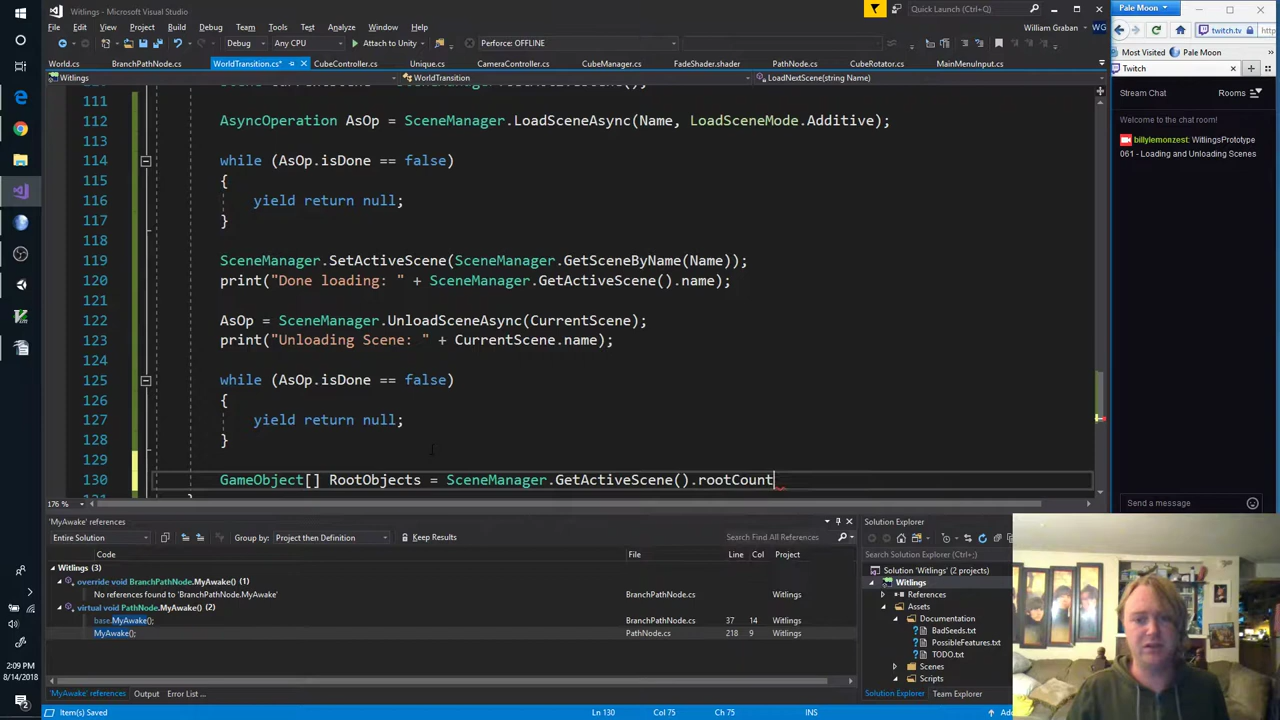 Witlings - Microsoft Visual Studio
Quick Launch (Ctrl+Q)
Pale Moon
File Edit View Project Build Debug Team Tools Test Analyze Window Help
William Graban WG
Debug Any CPU Attach to Unity Perforce: OFFLINE
twitch.tv
Most Visited Pale Moon
World.cs BranchPathNode.cs WorldTransition.cs* CubeController.cs Unique.cs CameraController.cs CubeManager.cs FadeShader.shader PathNode.cs CubeRotator.cs MainMenuInput.cs
Twitch
Witlings WorldTransition LoadNextScene(string Name)
Stream Chat Rooms
Welcome to the chat room!
billylemonzest: WitlingsPrototype
061 - Loading and Unloading Scenes
111
112 AsyncOperation AsOp = SceneManager.LoadSceneAsync(Name, LoadSceneMode.Additive);
113
114 while (AsOp.isDone == false)
115 {
116 yield return null;
117 }
118
119 SceneManager.SetActiveScene(SceneManager.GetSceneByName(Name));
120 print("Done loading: " + SceneManager.GetActiveScene().name);
121
122 AsOp = SceneManager.UnloadSceneAsync(CurrentScene);
123 print("Unloading Scene: " + CurrentScene.name);
124
125 while (AsOp.isDone == false)
126 {
127 yield return null;
128 }
129
130 GameObject[] RootObjects = SceneManager.GetActiveScene().rootCount
176 %
Send a message
'MyAwake' references
Entire Solution Group by: Project then Definition Keep Results Search Find All References
Code File Line Col Project
Witlings (3)
override void BranchPathNode.MyAwake() (1)
No references found to 'BranchPathNode.MyAwake' BranchPathNode.cs Witlings
virtual void PathNode.MyAwake() (2)
base.MyAwake(); BranchPathNode.cs 37 14 Witlings
MyAwake(); PathNode.cs 218 9 Witlings
Solution Explorer
Search Solution Explorer (Ctrl+;)
Solution 'Witlings' (2 projects)
Witlings
References
Assets
Documentation
BadSeeds.txt
PossibleFeatures.txt
TODO.txt
Scenes
Scripts
'MyAwake' references Output Error List ...
Solution Explorer Team Explorer
Item(s) Saved Ln 130 Col 75 Ch 75 INS
2:09 PM
8/14/2018